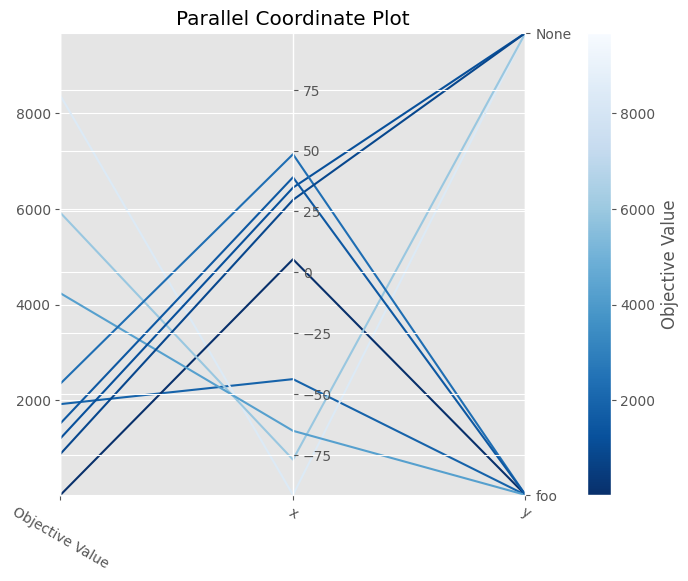 Parallel Coordinate Plot
None
8000
6000
4000
2000
75
50
25
0
−25
−50
−75
foo
8000
6000
4000
2000
Objective Value
Objective Value
x
y